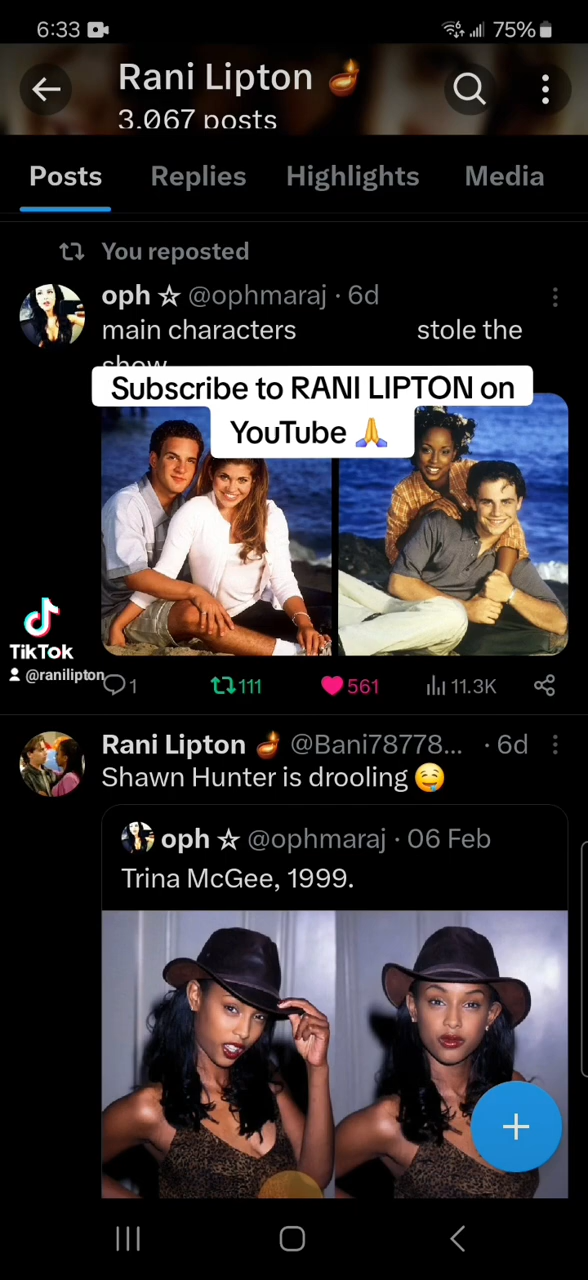 6:33
75%
Rani Lipton
3,067 posts
Posts Replies Highlights Media
You reposted
oph ☆ @ophmaraj · 6d
main characters stole the
show
Subscribe to RANI LIPTON on
YouTube 🙏
TikTok
@ranilipton
1 111 561 11.3K
Rani Lipton 🪔 @Bani78778... · 6d
Shawn Hunter is drooling 🤤
oph ☆ @ophmaraj · 06 Feb
Trina McGee, 1999.